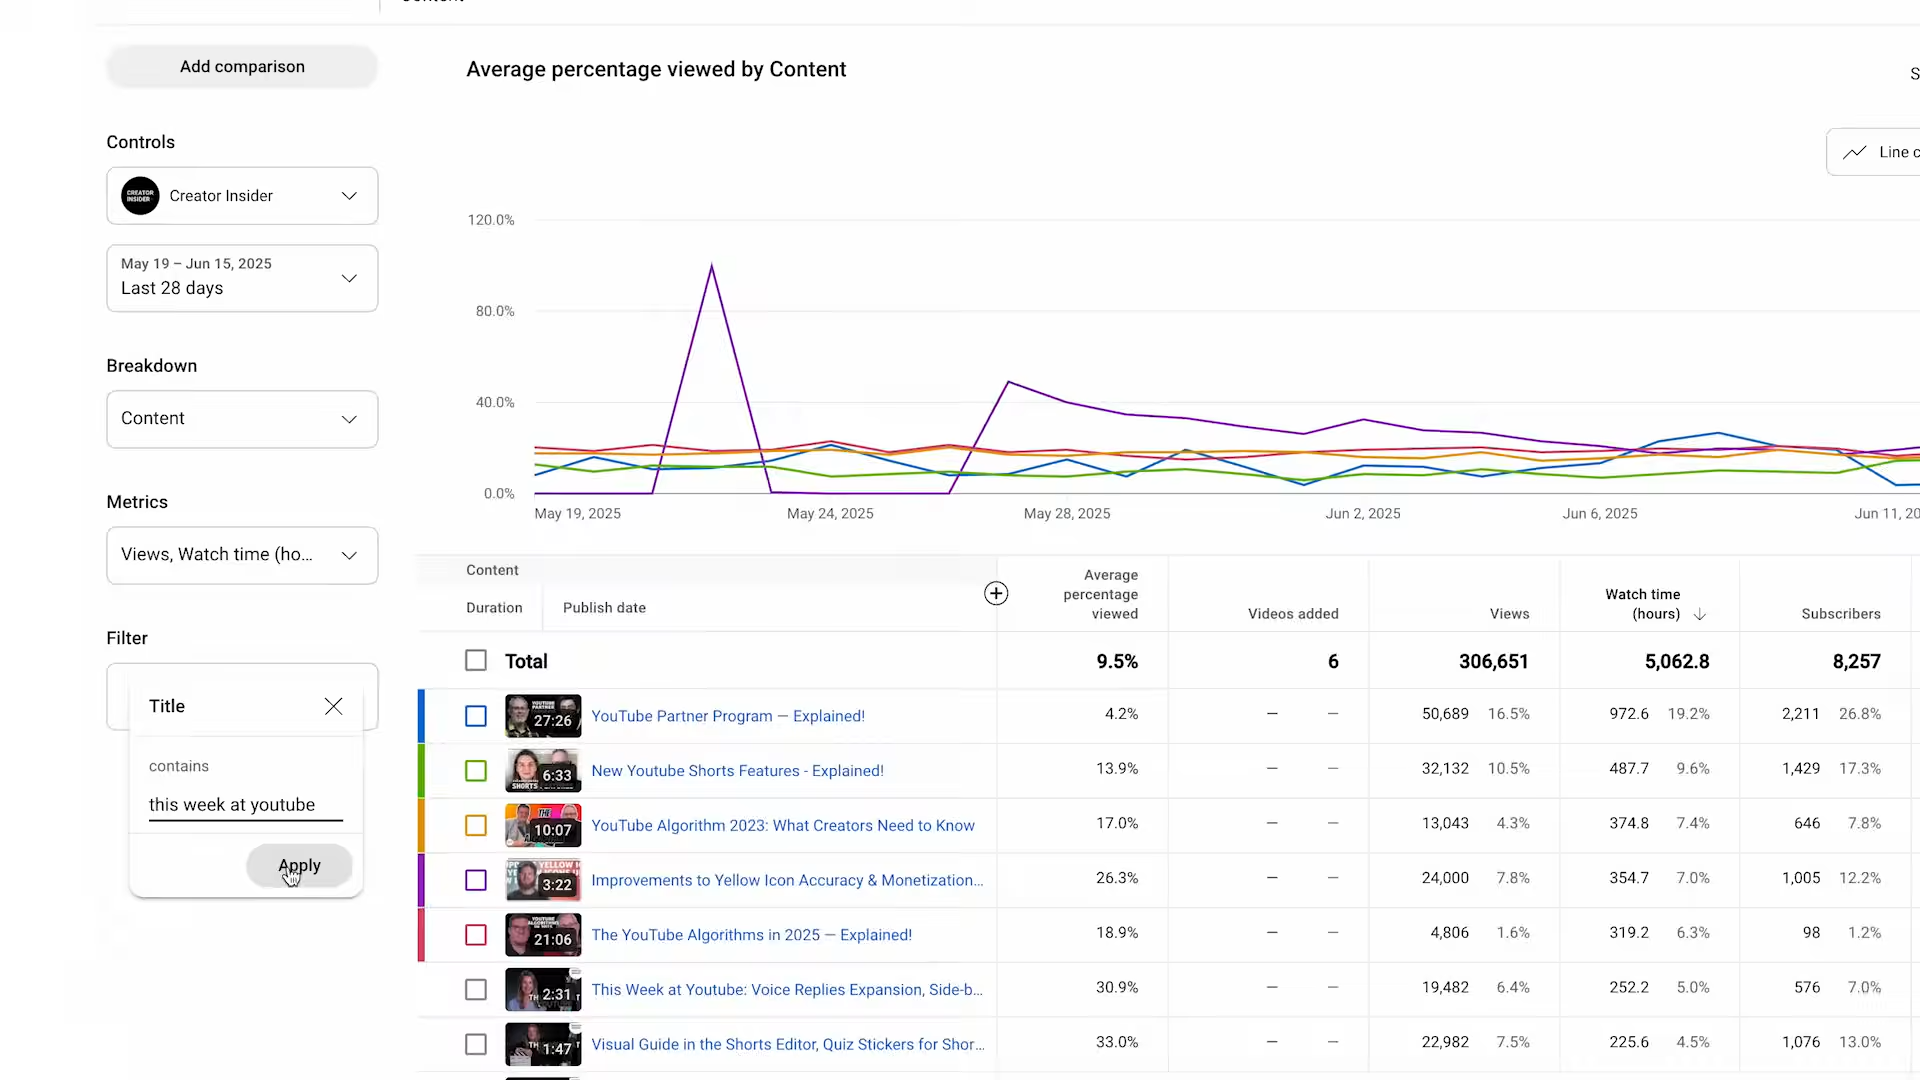 Add comparison
Average percentage viewed by Content
Controls
CREATOR INSIDER
Creator Insider
Line c
May 19 – Jun 15, 2025
Last 28 days
120.0%
80.0%
40.0%
0.0%
Breakdown
Content
May 19, 2025
May 24, 2025
May 28, 2025
Jun 2, 2025
Jun 6, 2025
Jun 11, 20
Metrics
Views, Watch time (ho...
Filter
Title
contains
this week at youtube
Apply
Content
Duration
Publish date
Average percentage viewed
Videos added
Views
Watch time (hours)
Subscribers
Total 9.5% 6 306,651 5,062.8 8,257
27:26 YouTube Partner Program — Explained! 4.2% — — 50,689 16.5% 972.6 19.2% 2,211 26.8%
6:33 New Youtube Shorts Features - Explained! 13.9% — — 32,132 10.5% 487.7 9.6% 1,429 17.3%
10:07 YouTube Algorithm 2023: What Creators Need to Know 17.0% — — 13,043 4.3% 374.8 7.4% 646 7.8%
3:22 Improvements to Yellow Icon Accuracy & Monetization... 26.3% — — 24,000 7.8% 354.7 7.0% 1,005 12.2%
21:06 The YouTube Algorithms in 2025 — Explained! 18.9% — — 4,806 1.6% 319.2 6.3% 98 1.2%
2:31 This Week at Youtube: Voice Replies Expansion, Side-b... 30.9% — — 19,482 6.4% 252.2 5.0% 576 7.0%
1:47 Visual Guide in the Shorts Editor, Quiz Stickers for Shor... 33.0% — — 22,982 7.5% 225.6 4.5% 1,076 13.0%